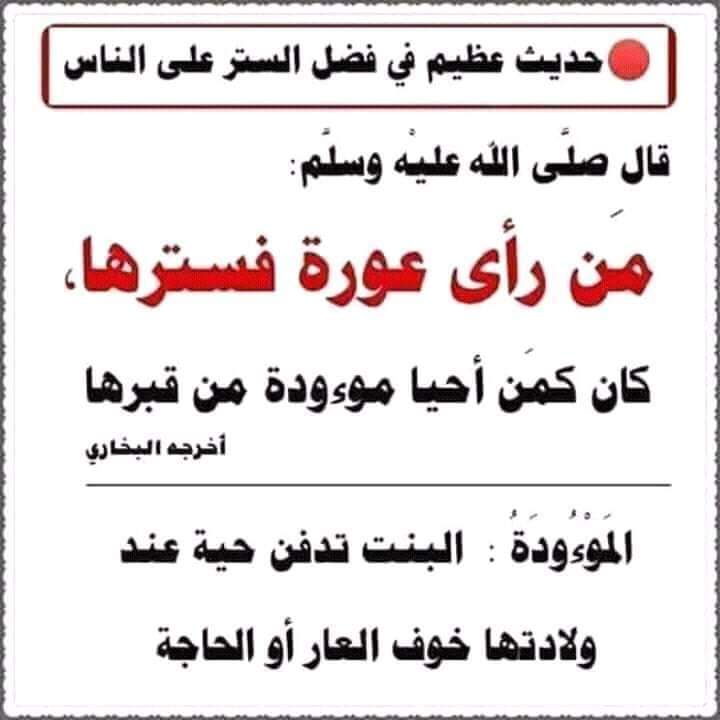 حديث عظيم في فضل الستر على الناس
قال صلَّى الله عليْه وسلَّم:
مَن رأى عورة فسترها،
كان كمَن أحيا موءودة من قبرها
أخرجه البخاري
المَوْءُودَةُ : البنت تدفن حية عند
ولادتها خوف العار أو الحاجة